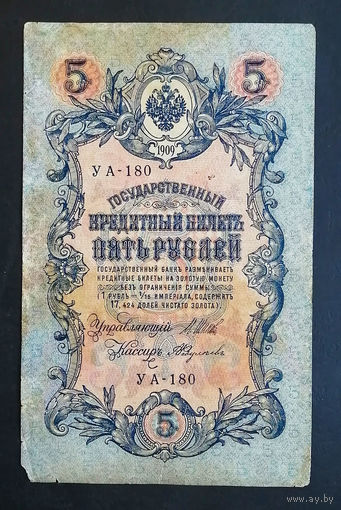 5 5
1909
УА-180
ГОСУДАРСТВЕННЫЙ
КРЕДИТНЫЙ БИЛЕТЪ
ПЯТЬ РУБЛЕЙ
ГОСУДАРСТВЕННЫЙ БАНКЪ РАЗМѢНИВАЕТЪ
КРЕДИТНЫЕ БИЛЕТЫ НА ЗОЛОТУЮ МОНЕТУ
БЕЗЪ ОГРАНИЧЕНІЯ СУММЫ
(1 РУБЛЬ = 1/15 ИМПЕРІАЛА, СОДЕРЖИТЪ
17,424 ДОЛЕЙ ЧИСТАГО ЗОЛОТА).
Управляющій
Кассиръ
УА-180
5
www.ay.by